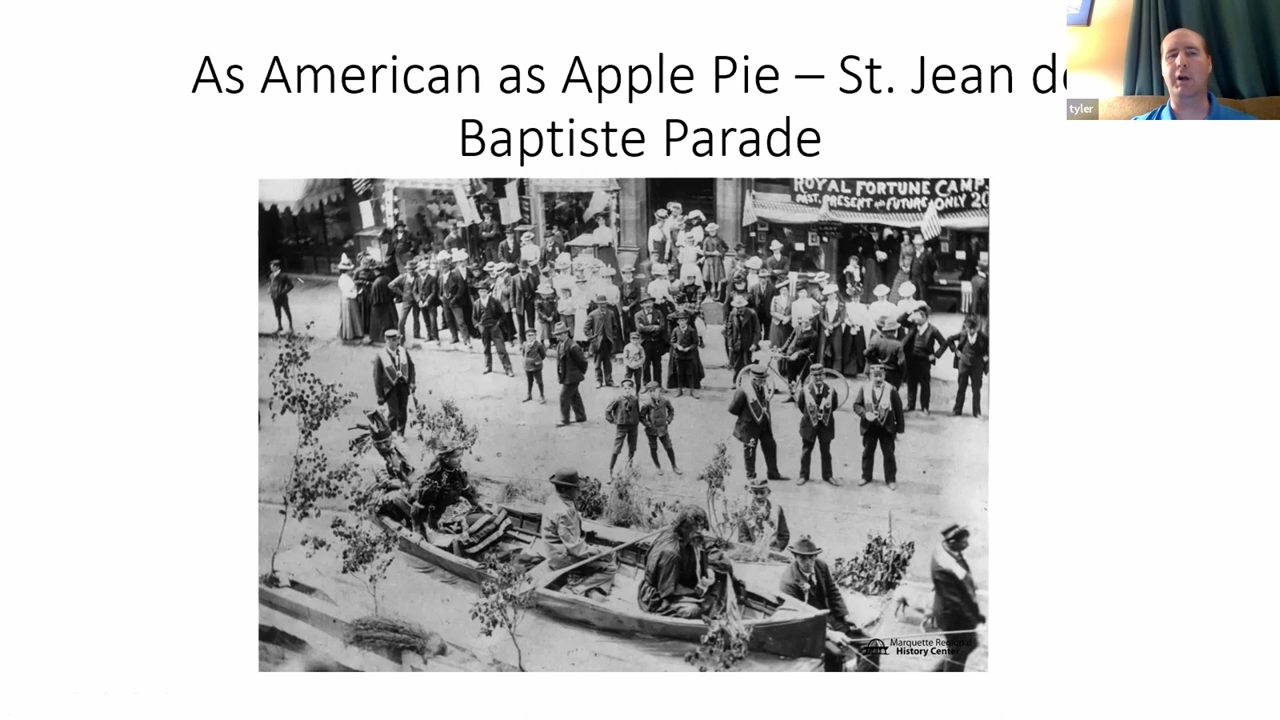 As American as Apple Pie – St. Jean de
Baptiste Parade
tyler
ROYAL FORTUNE CAMP
PAST, PRESENT and FUTURE ONLY 20
Marquette Regional
History Center